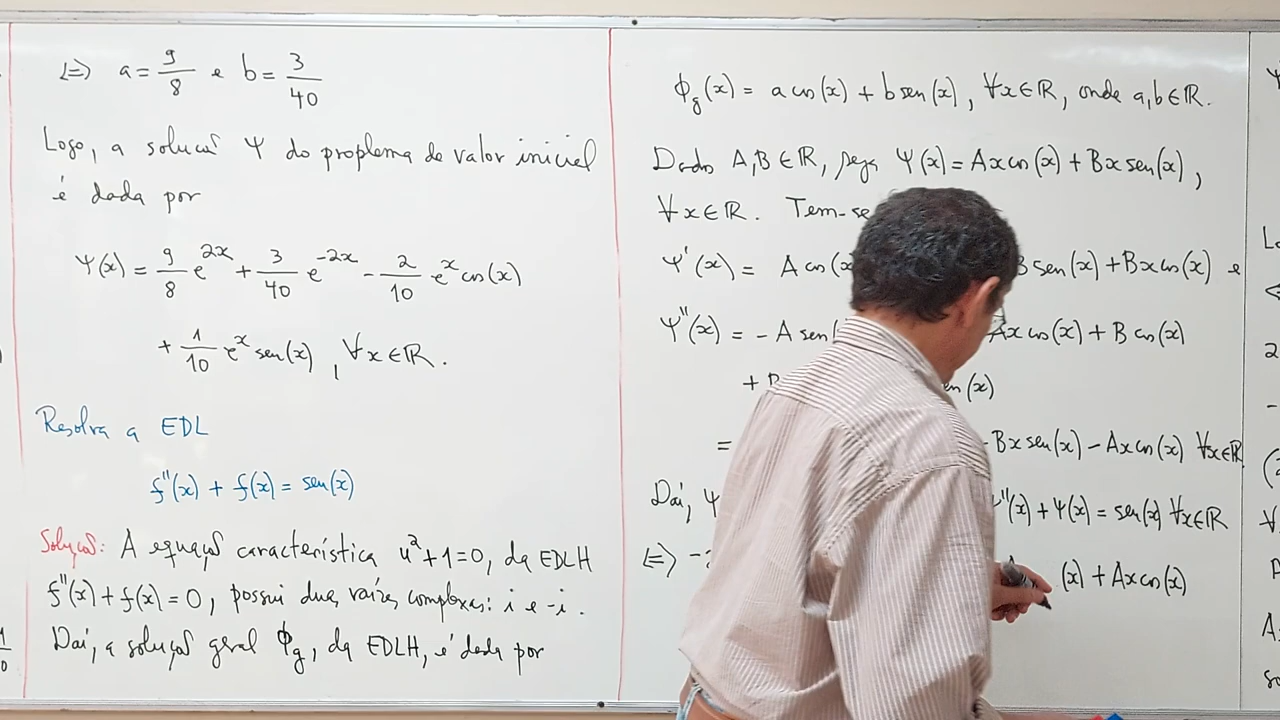 ⟺ a = 9/8 e b = 3/40
Logo, a solução Ψ do proplema de valor inicial
é dada por
Ψ(x) = 9/8 e^{2x} + 3/40 e^{-2x} - 2/10 e^x cos(x)
+ 1/10 e^x sen(x), ∀x∈ℝ.
Resolva a EDL
f''(x) + f(x) = sen(x)
Solução: A equação característica u²+1=0, da EDLH
f''(x) + f(x) = 0, possui duas raízes complexas: i e -i.
Daí, a solução geral ϕ_g, da EDLH, é dada por
ϕ_g(x) = a cos(x) + b sen(x), ∀x∈ℝ, onde a,b∈ℝ.
Dados A,B∈ℝ, seja Ψ(x) = Ax cos(x) + Bx sen(x),
∀x∈ℝ. Tem-se
Ψ'(x) = A cos(x sen(x) + Bx cos(x) e
Ψ''(x) = - A sen( Ax cos(x) + B cos(x)
+ en(x)
= - Bx sen(x) - Ax cos(x) ∀x∈ℝ
Daí, Ψ ''(x) + Ψ(x) = sen(x) ∀x∈ℝ
⟺ - (x) + Ax cos(x)